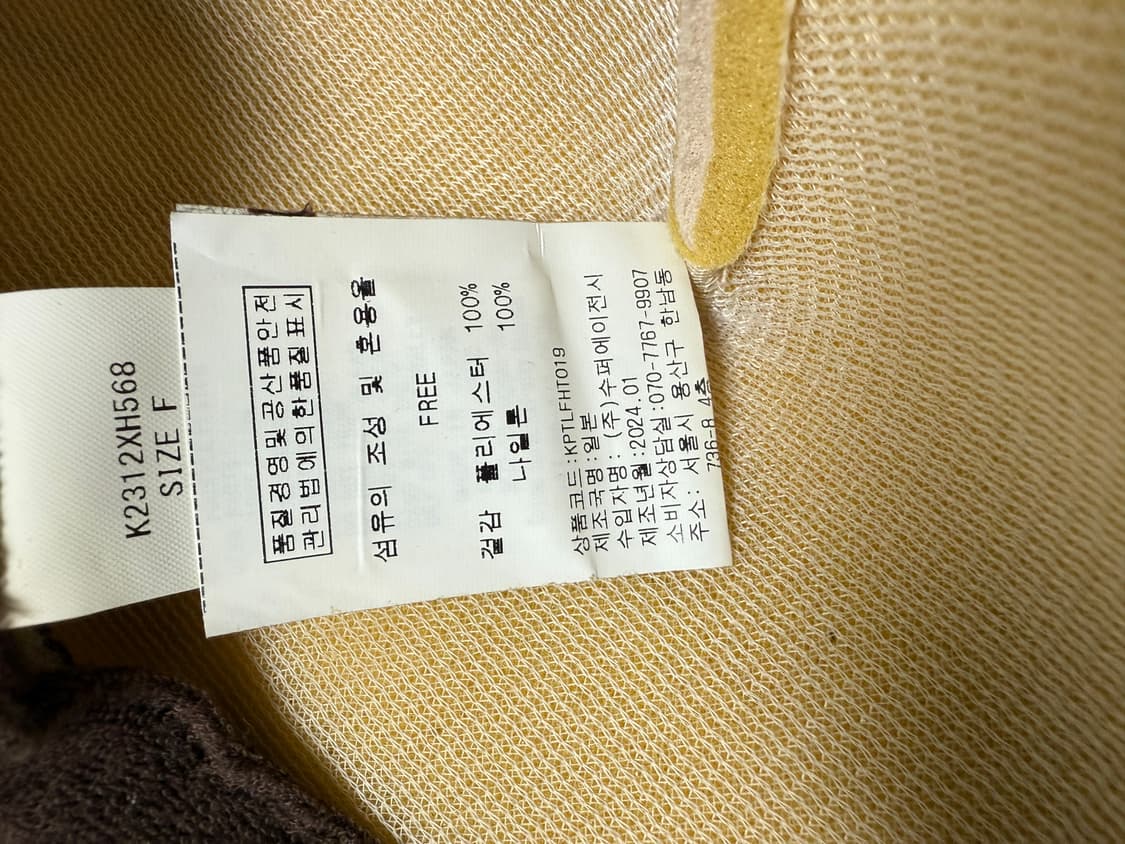 K2312XH568
SIZE F
품질경영및공산품안전
관리법에의한품질표시
섬유의 조성 및 혼용율
FREE
겉감 폴리에스터 100%
나일론 100%
상품코드:KPTLFHT019
제조국명:일본
수입자명: (주)수퍼에이전시
제조년월:2024.01
소비자상담실:070-7767-9907
주소: 서울시 용산구 한남동
736-8 4층